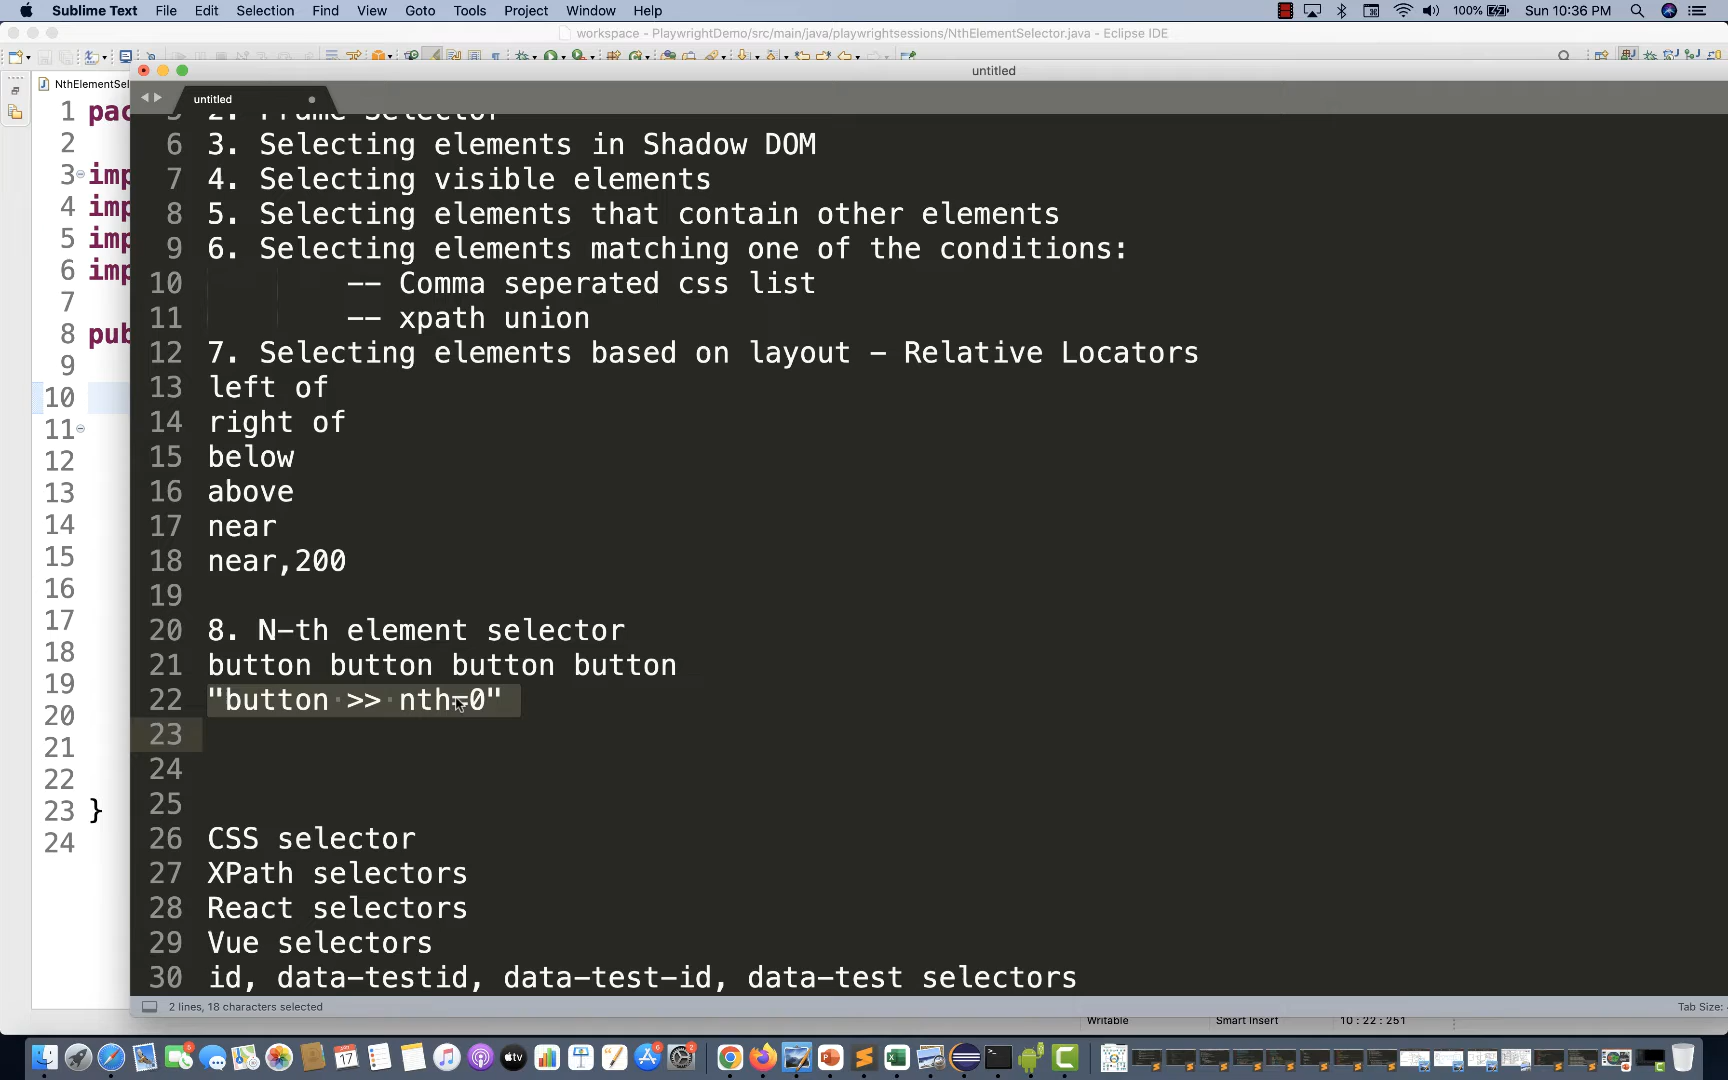 Sublime Text File Edit Selection Find View Goto Tools Project Window Help 100% Sun 10:36 PM
workspace - PlaywrightDemo/src/main/java/playwrightsessions/NthElementSelector.java - Eclipse IDE
NthElementSel
untitled
untitled
1 pac
2
3 imp
4 imp
5 imp
6 imp
7
8 pub
9
10
11
12
13
14
15
16
17
18
19
20
21
22
23 }
24
5 2. Frame Selector
6 3. Selecting elements in Shadow DOM
7 4. Selecting visible elements
8 5. Selecting elements that contain other elements
9 6. Selecting elements matching one of the conditions:
10 -- Comma seperated css list
11 -- xpath union
12 7. Selecting elements based on layout - Relative Locators
13 left of
14 right of
15 below
16 above
17 near
18 near,200
19
20 8. N-th element selector
21 button button button button
22 "button >> nth=0"
23
24
25
26 CSS selector
27 XPath selectors
28 React selectors
29 Vue selectors
30 id, data-testid, data-test-id, data-test selectors
2 lines, 18 characters selected
Tab Size:
Writable Smart Insert 10 : 22 : 251